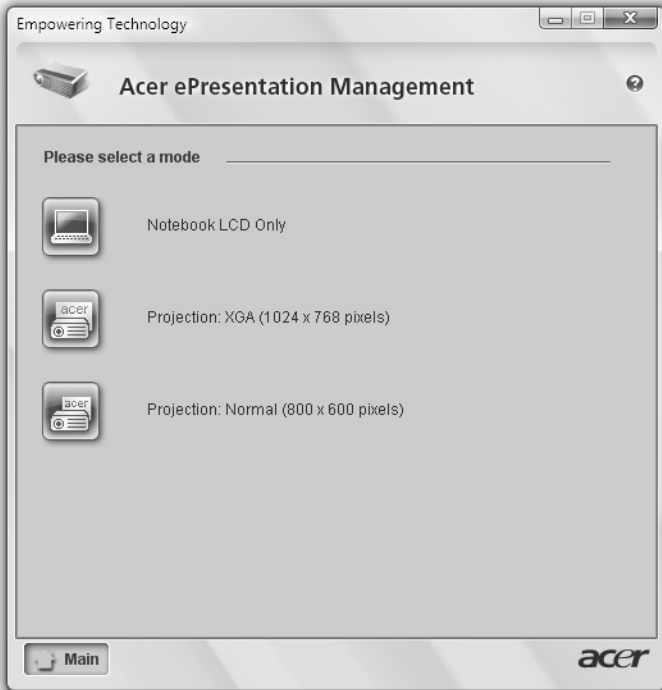 Empowering Technology
Acer ePresentation Management
Please select a mode
Notebook LCD Only
acer
Projection: XGA (1024 x 768 pixels)
acer
Projection: Normal (800 x 600 pixels)
Main
acer